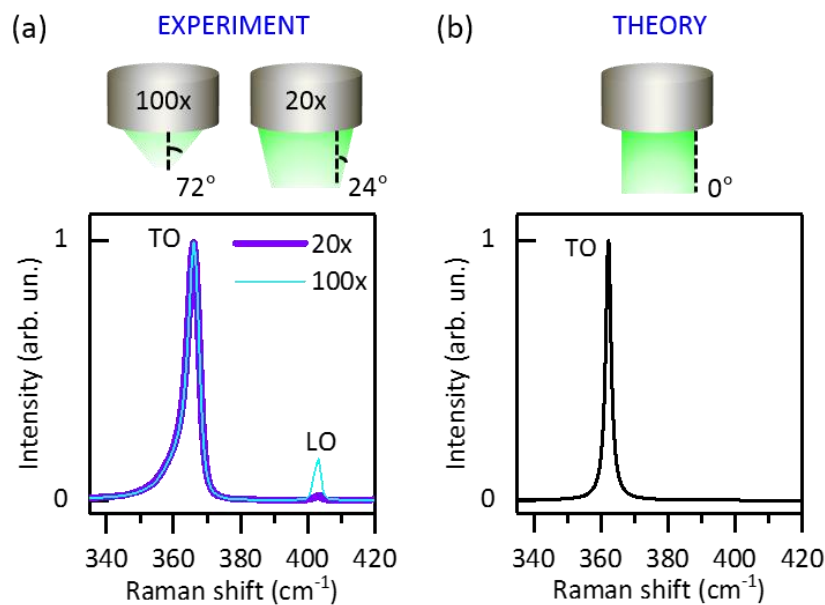 (a) EXPERIMENT
100x 20x
72° 24°
1
0
Intensity (arb. un.)
TO
20x
100x
LO
340 360 380 400 420
Raman shift (cm⁻¹)
(b) THEORY
0°
1
0
Intensity (arb. un.)
TO
340 360 380 400 420
Raman shift (cm⁻¹)